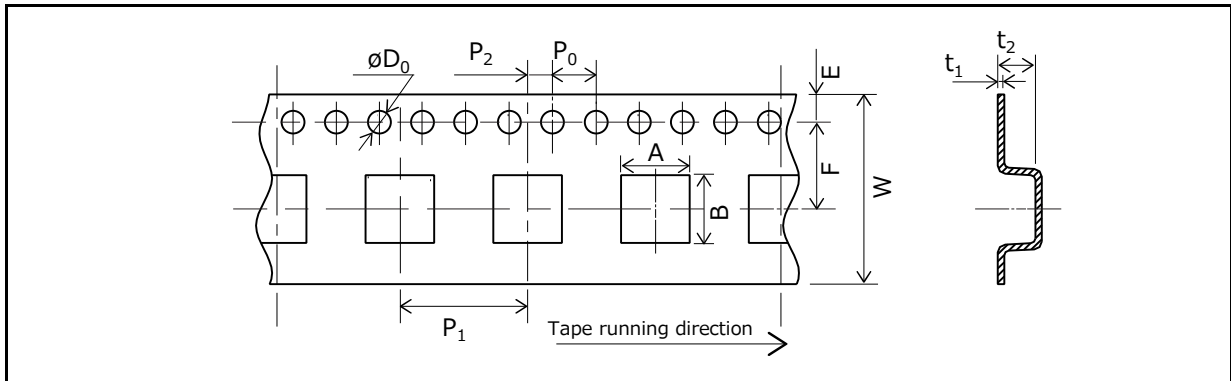 P2
P0
øD0
E
t2
t1
A
F
B
W
P1
Tape running direction